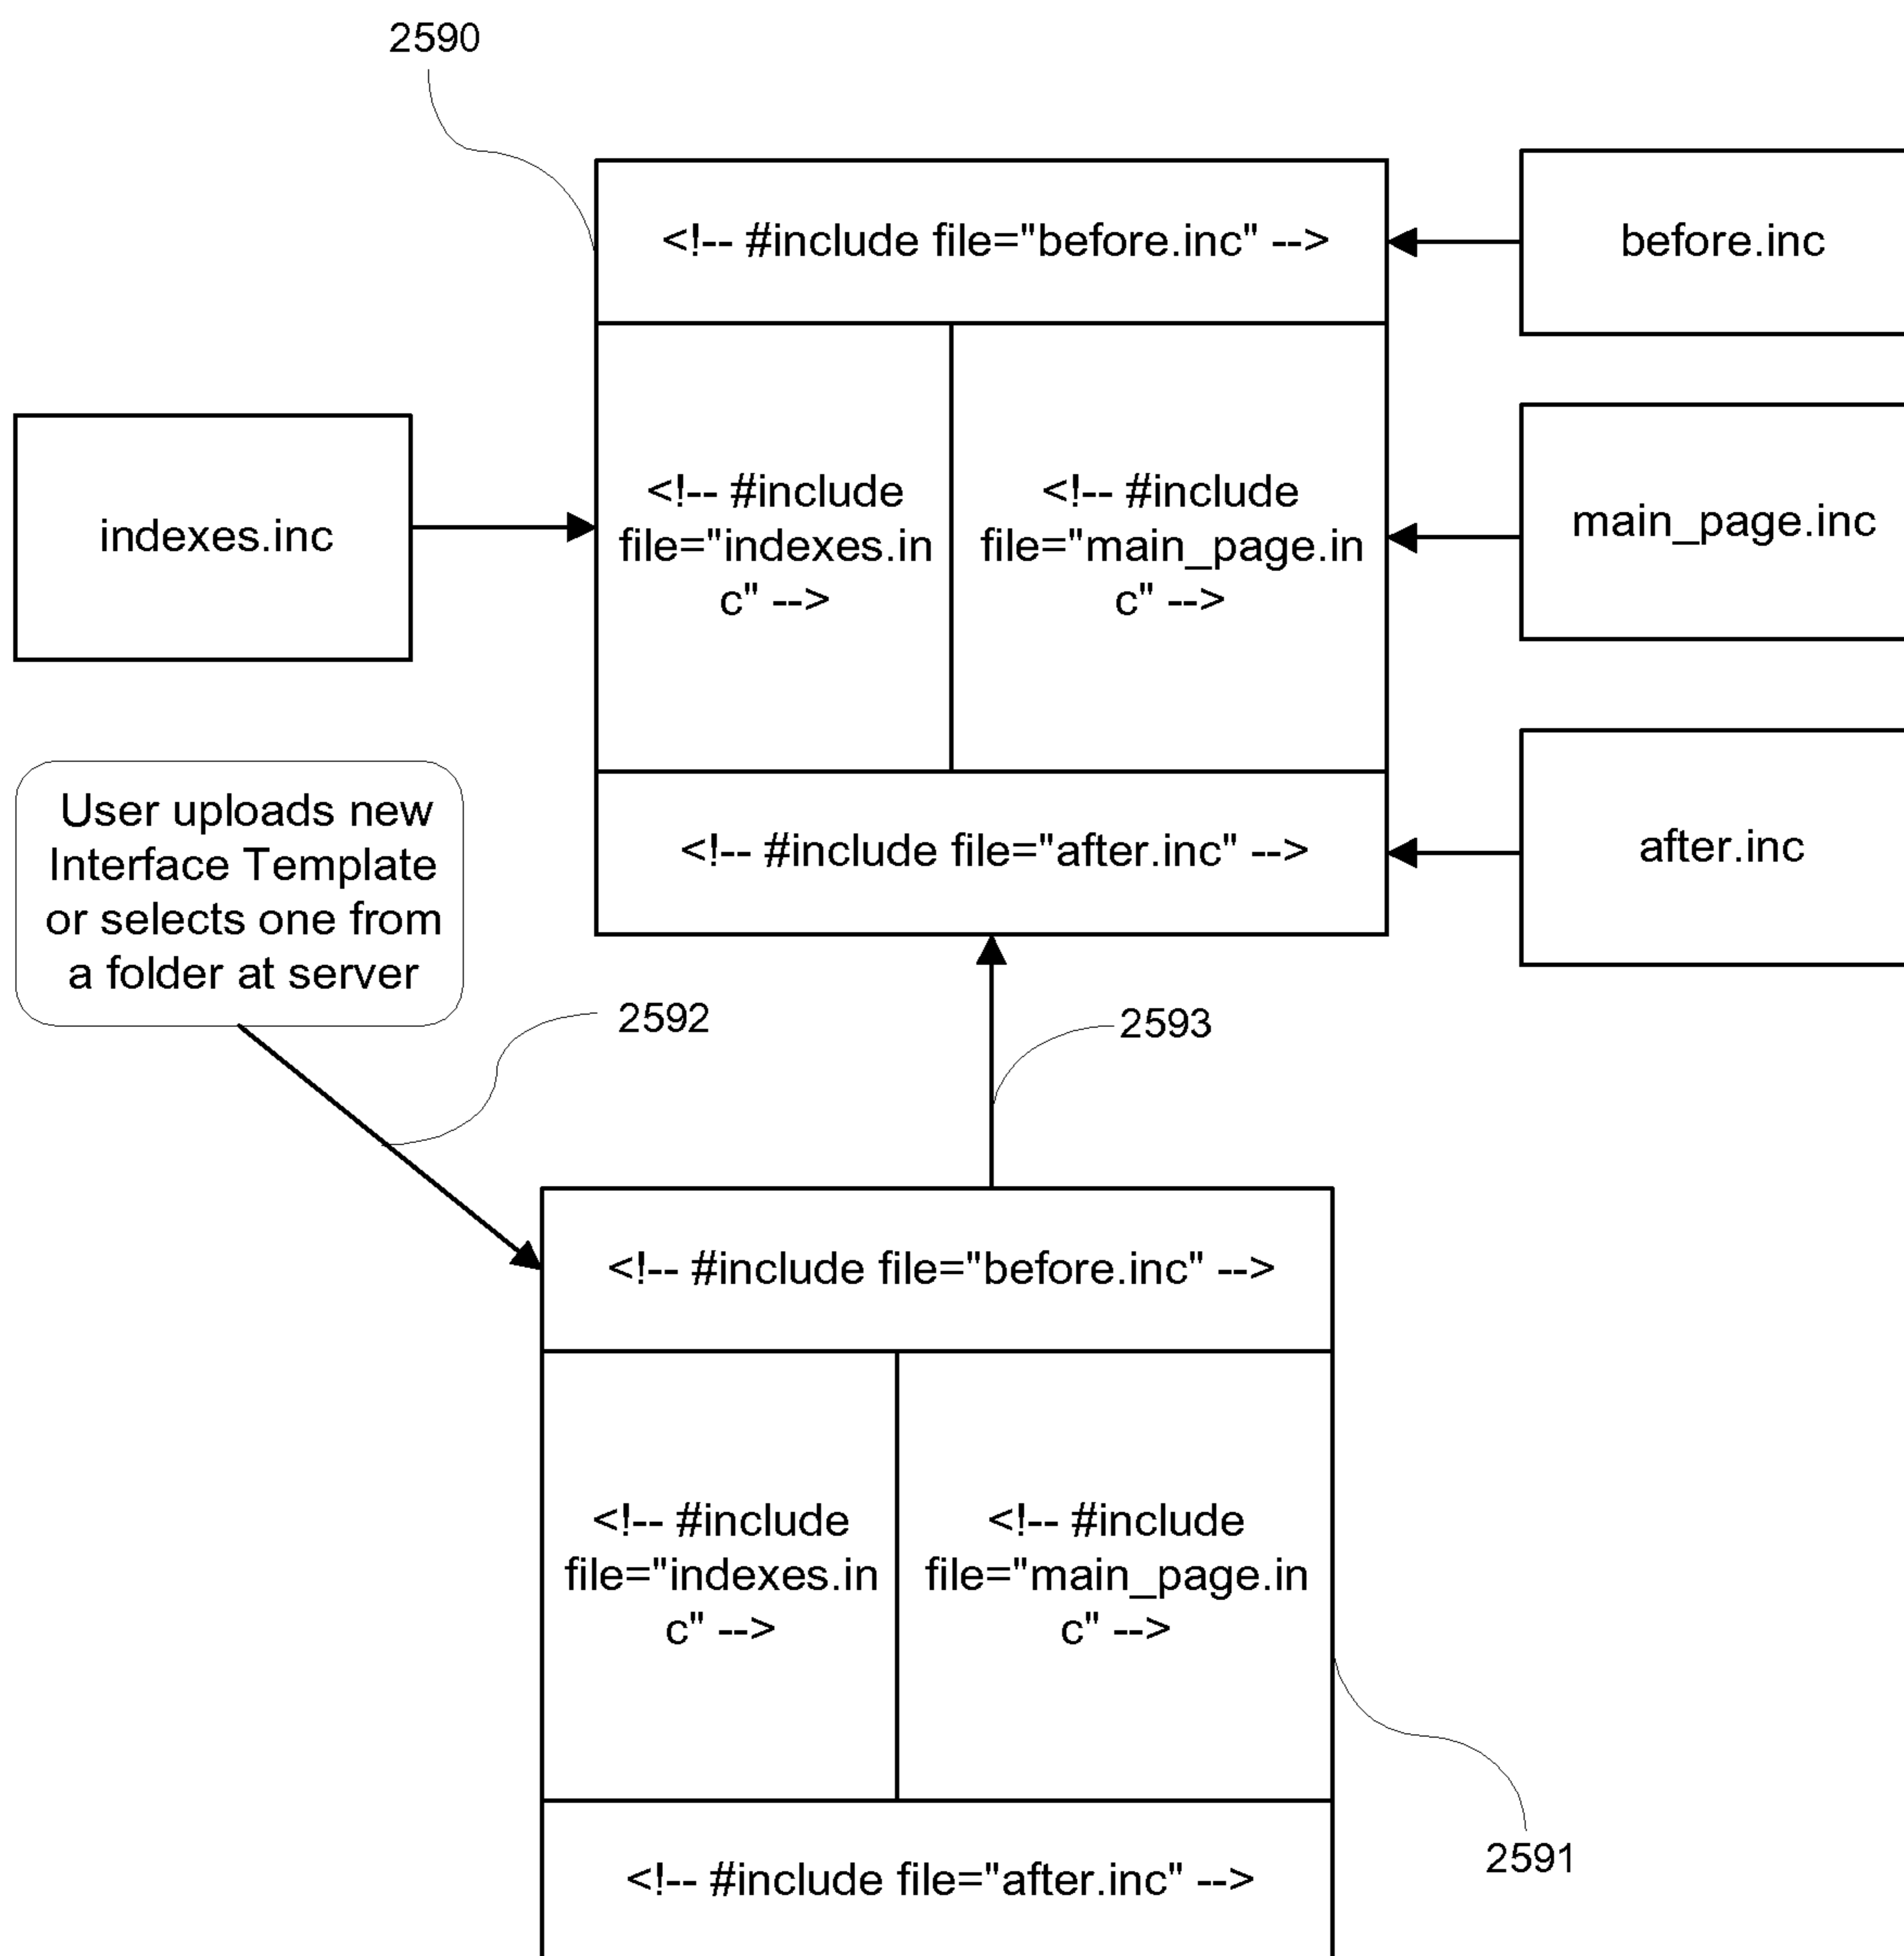 2590
<!-- #include file="before.inc" -->
before.inc
indexes.inc
<!-- #include
file="indexes.in
c" -->
<!-- #include
file="main_page.in
c" -->
main_page.inc
<!-- #include file="after.inc" -->
after.inc
User uploads new
Interface Template
or selects one from
a folder at server
2592
2593
<!-- #include file="before.inc" -->
<!-- #include
file="indexes.in
c" -->
<!-- #include
file="main_page.in
c" -->
2591
<!-- #include file="after.inc" -->